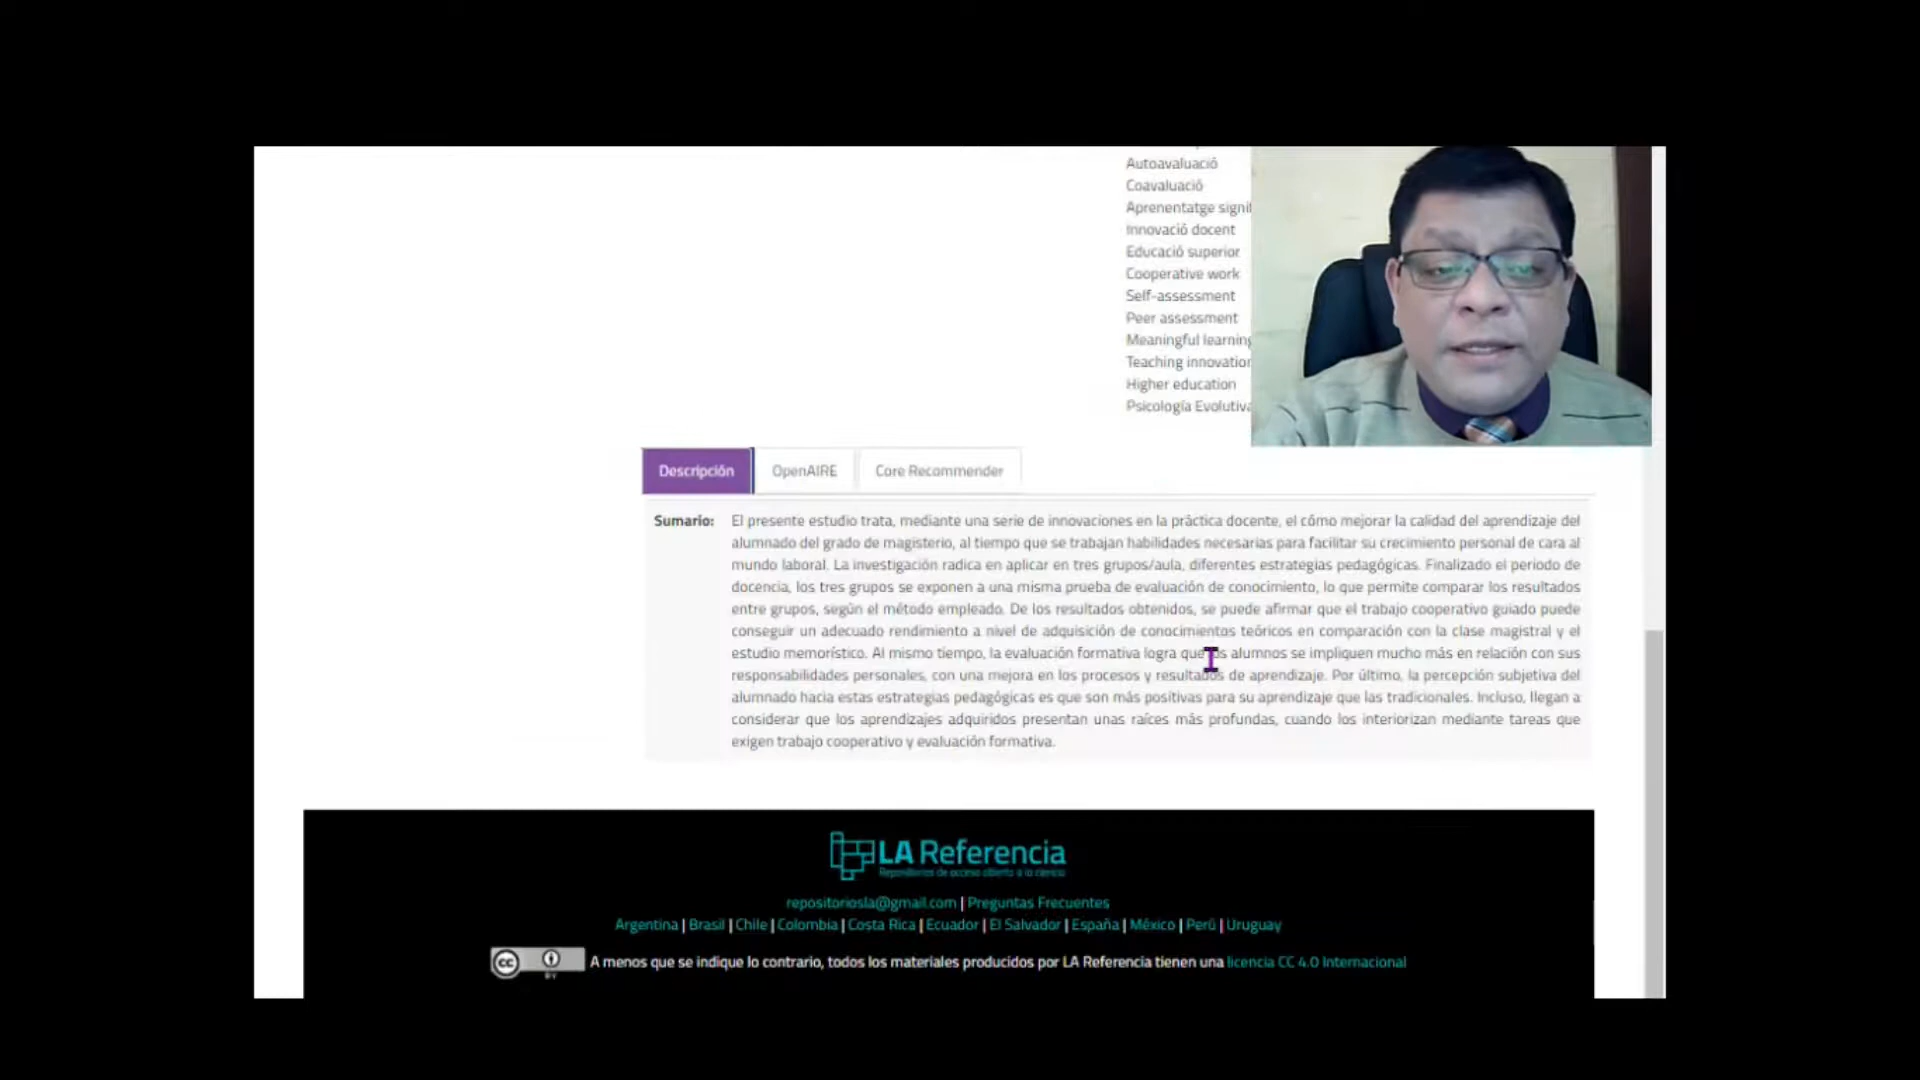 Autoavaluació
Coavaluació
Aprenentatge signi
Innovació docent
Educació superior
Cooperative work
Self-assessment
Peer assessment
Meaningful learning
Teaching innovation
Higher education
Psicología Evolutiva
Descripción
OpenAIRE
Core Recommender
Sumario:
El presente estudio trata, mediante una serie de innovaciones en la práctica docente, el cómo mejorar la calidad del aprendizaje del
alumnado del grado de magisterio, al tiempo que se trabajan habilidades necesarias para facilitar su crecimiento personal de cara al
mundo laboral. La investigación radica en aplicar en tres grupos/aula, diferentes estrategias pedagógicas. Finalizado el periodo de
docencia, los tres grupos se exponen a una misma prueba de evaluación de conocimiento, lo que permite comparar los resultados
entre grupos, según el método empleado. De los resultados obtenidos, se puede afirmar que el trabajo cooperativo guiado puede
conseguir un adecuado rendimiento a nivel de adquisición de conocimientos teóricos en comparación con la clase magistral y el
estudio memorístico. Al mismo tiempo, la evaluación formativa logra que los alumnos se impliquen mucho más en relación con sus
responsabilidades personales, con una mejora en los procesos y resultados de aprendizaje. Por último, la percepción subjetiva del
alumnado hacia estas estrategias pedagógicas es que son más positivas para su aprendizaje que las tradicionales. Incluso, llegan a
considerar que los aprendizajes adquiridos presentan unas raíces más profundas, cuando los interiorizan mediante tareas que
exigen trabajo cooperativo y evaluación formativa.
LA Referencia
Repositorios de acceso abierto a la ciencia
repositoriosla@gmail.com | Preguntas Frecuentes
Argentina | Brasil | Chile | Colombia | Costa Rica | Ecuador | El Salvador | España | México | Perú | Uruguay
cc BY A menos que se indique lo contrario, todos los materiales producidos por LA Referencia tienen una licencia CC 4.0 Internacional